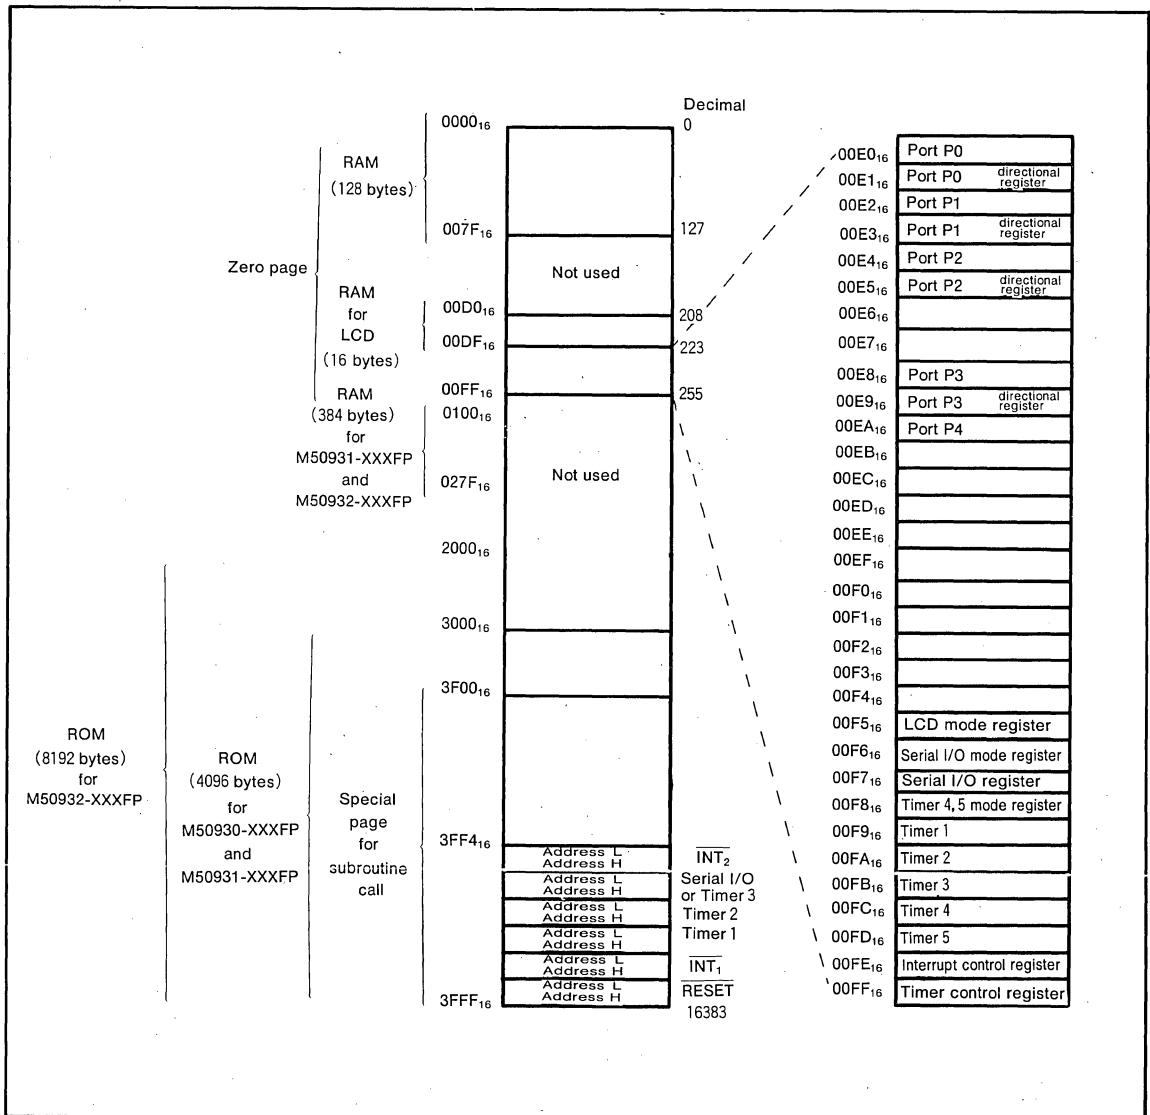 Decimal
0000₁₆
0
RAM
(128 bytes)
007F₁₆
127
Zero page
Not used
RAM
for
LCD
(16 bytes)
00D0₁₆
208
00DF₁₆
223
00FF₁₆
255
RAM
(384 bytes)
for
M50931-XXXFP
and
M50932-XXXFP
0100₁₆
027F₁₆
Not used
2000₁₆
3000₁₆
3F00₁₆
ROM
(8192 bytes)
for
M50932-XXXFP
ROM
(4096 bytes)
for
M50930-XXXFP
and
M50931-XXXFP
Special
page
for
subroutine
call
3FF4₁₆
Address L
Address H
INT₂
Address L
Address H
Serial I/O
or Timer 3
Address L
Address H
Timer 2
Address L
Address H
Timer 1
Address L
Address H
INT₁
Address L
Address H
RESET
3FFF₁₆
16383
00E0₁₆ Port P0
00E1₁₆ Port P0 directional register
00E2₁₆ Port P1
00E3₁₆ Port P1 directional register
00E4₁₆ Port P2
00E5₁₆ Port P2 directional register
00E6₁₆
00E7₁₆
00E8₁₆ Port P3
00E9₁₆ Port P3 directional register
00EA₁₆ Port P4
00EB₁₆
00EC₁₆
00ED₁₆
00EE₁₆
00EF₁₆
00F0₁₆
00F1₁₆
00F2₁₆
00F3₁₆
00F4₁₆
00F5₁₆ LCD mode register
00F6₁₆ Serial I/O mode register
00F7₁₆ Serial I/O register
00F8₁₆ Timer 4, 5 mode register
00F9₁₆ Timer 1
00FA₁₆ Timer 2
00FB₁₆ Timer 3
00FC₁₆ Timer 4
00FD₁₆ Timer 5
00FE₁₆ Interrupt control register
00FF₁₆ Timer control register